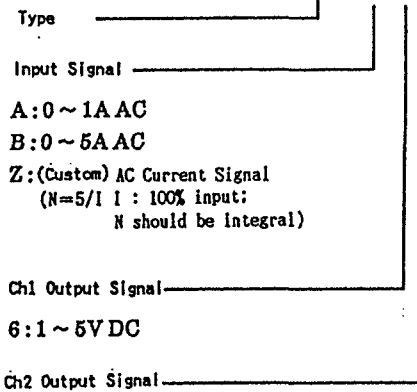 Type
Input Signal
A:0~1A AC
B:0~5A AC
Z:(Custom) AC Current Signal
(N=5/I I : 100% input;
N should be integral)
Ch1 Output Signal
6:1~5V DC
Ch2 Output Signal